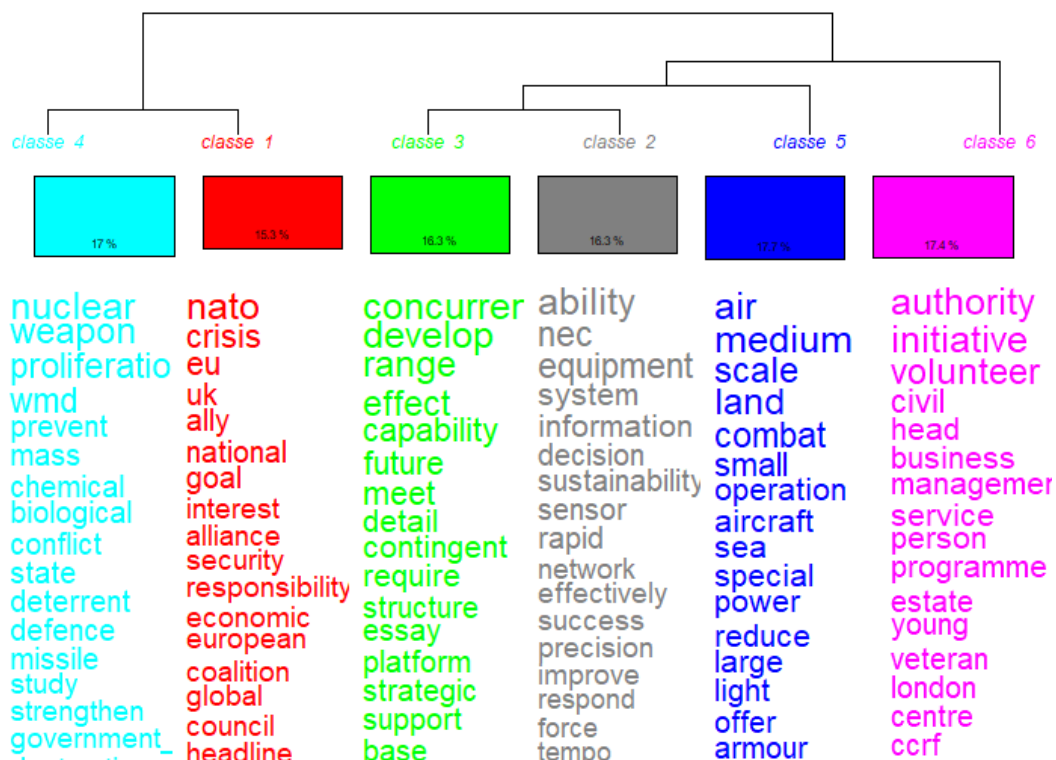 classe 4
classe 1
classe 3
classe 2
classe 5
classe 6
17 %
15.3 %
16.3 %
16.3 %
17.7 %
17.4 %
nuclear
weapon
proliferatio
wmd
prevent
mass
chemical
biological
conflict
state
deterrent
defence
missile
study
strengthen
government_
nato
crisis
eu
uk
ally
national
goal
interest
alliance
security
responsibility
economic
european
coalition
global
council
headline
concurrer
develop
range
effect
capability
future
meet
detail
contingent
require
structure
essay
platform
strategic
support
base
ability
nec
equipment
system
information
decision
sustainability
sensor
rapid
network
effectively
success
precision
improve
respond
force
tempo
air
medium
scale
land
combat
small
operation
aircraft
sea
special
power
reduce
large
light
offer
armour
authority
initiative
volunteer
civil
head
business
managemer
service
person
programme
estate
young
veteran
london
centre
ccrf